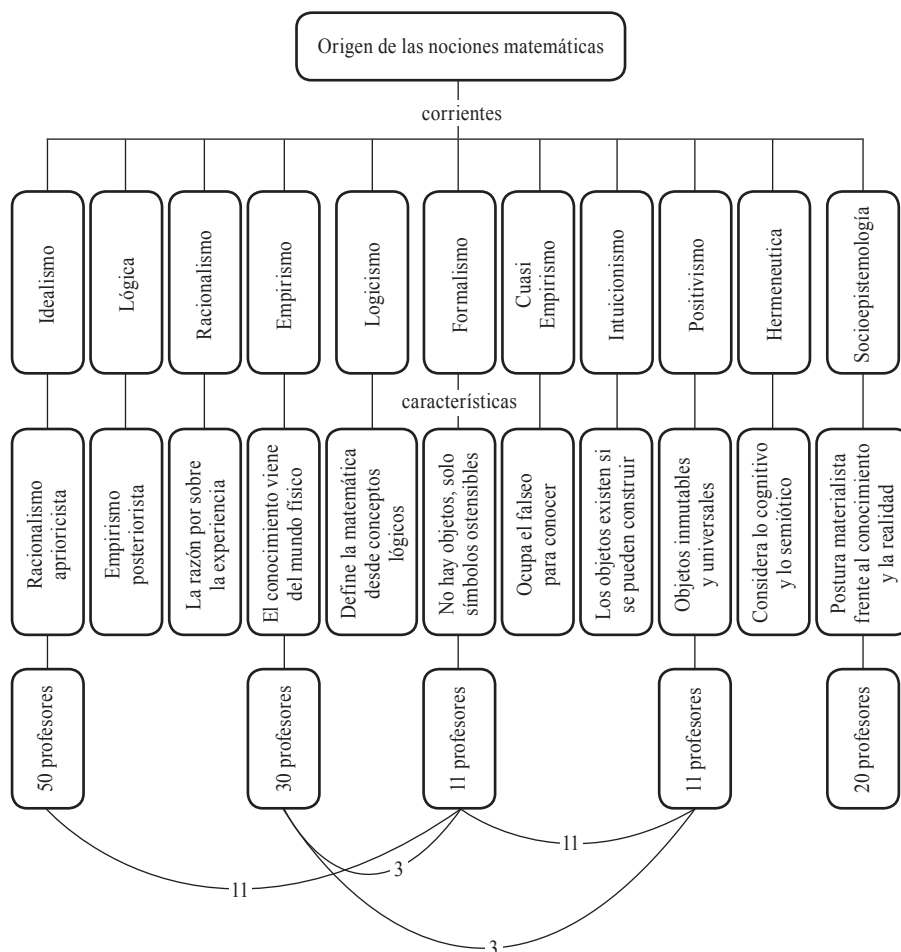 Origen de las nociones matemáticas
corrientes
Idealismo
Lógica
Racionalismo
Empirismo
Logicismo
Formalismo
Cuasi
Empirismo
Intuicionismo
Positivismo
Hermeneutica
Socioepistemología
características
Racionalismo
aprioricista
Empirismo
posteriorista
La razón por sobre
la experiencia
El conocimiento viene
del mundo físico
Define la matemática
desde conceptos
lógicos
No hay objetos, solo
símbolos ostensibles
Ocupa el falseo
para conocer
Los objetos existen si
se pueden construir
Objetos inmutables
y universales
Considera lo cognitivo
y lo semiótico
Postura materialista
frente al conocimiento
y la realidad
50 profesores
30 profesores
11 profesores
11 profesores
20 profesores
11
3
11
3